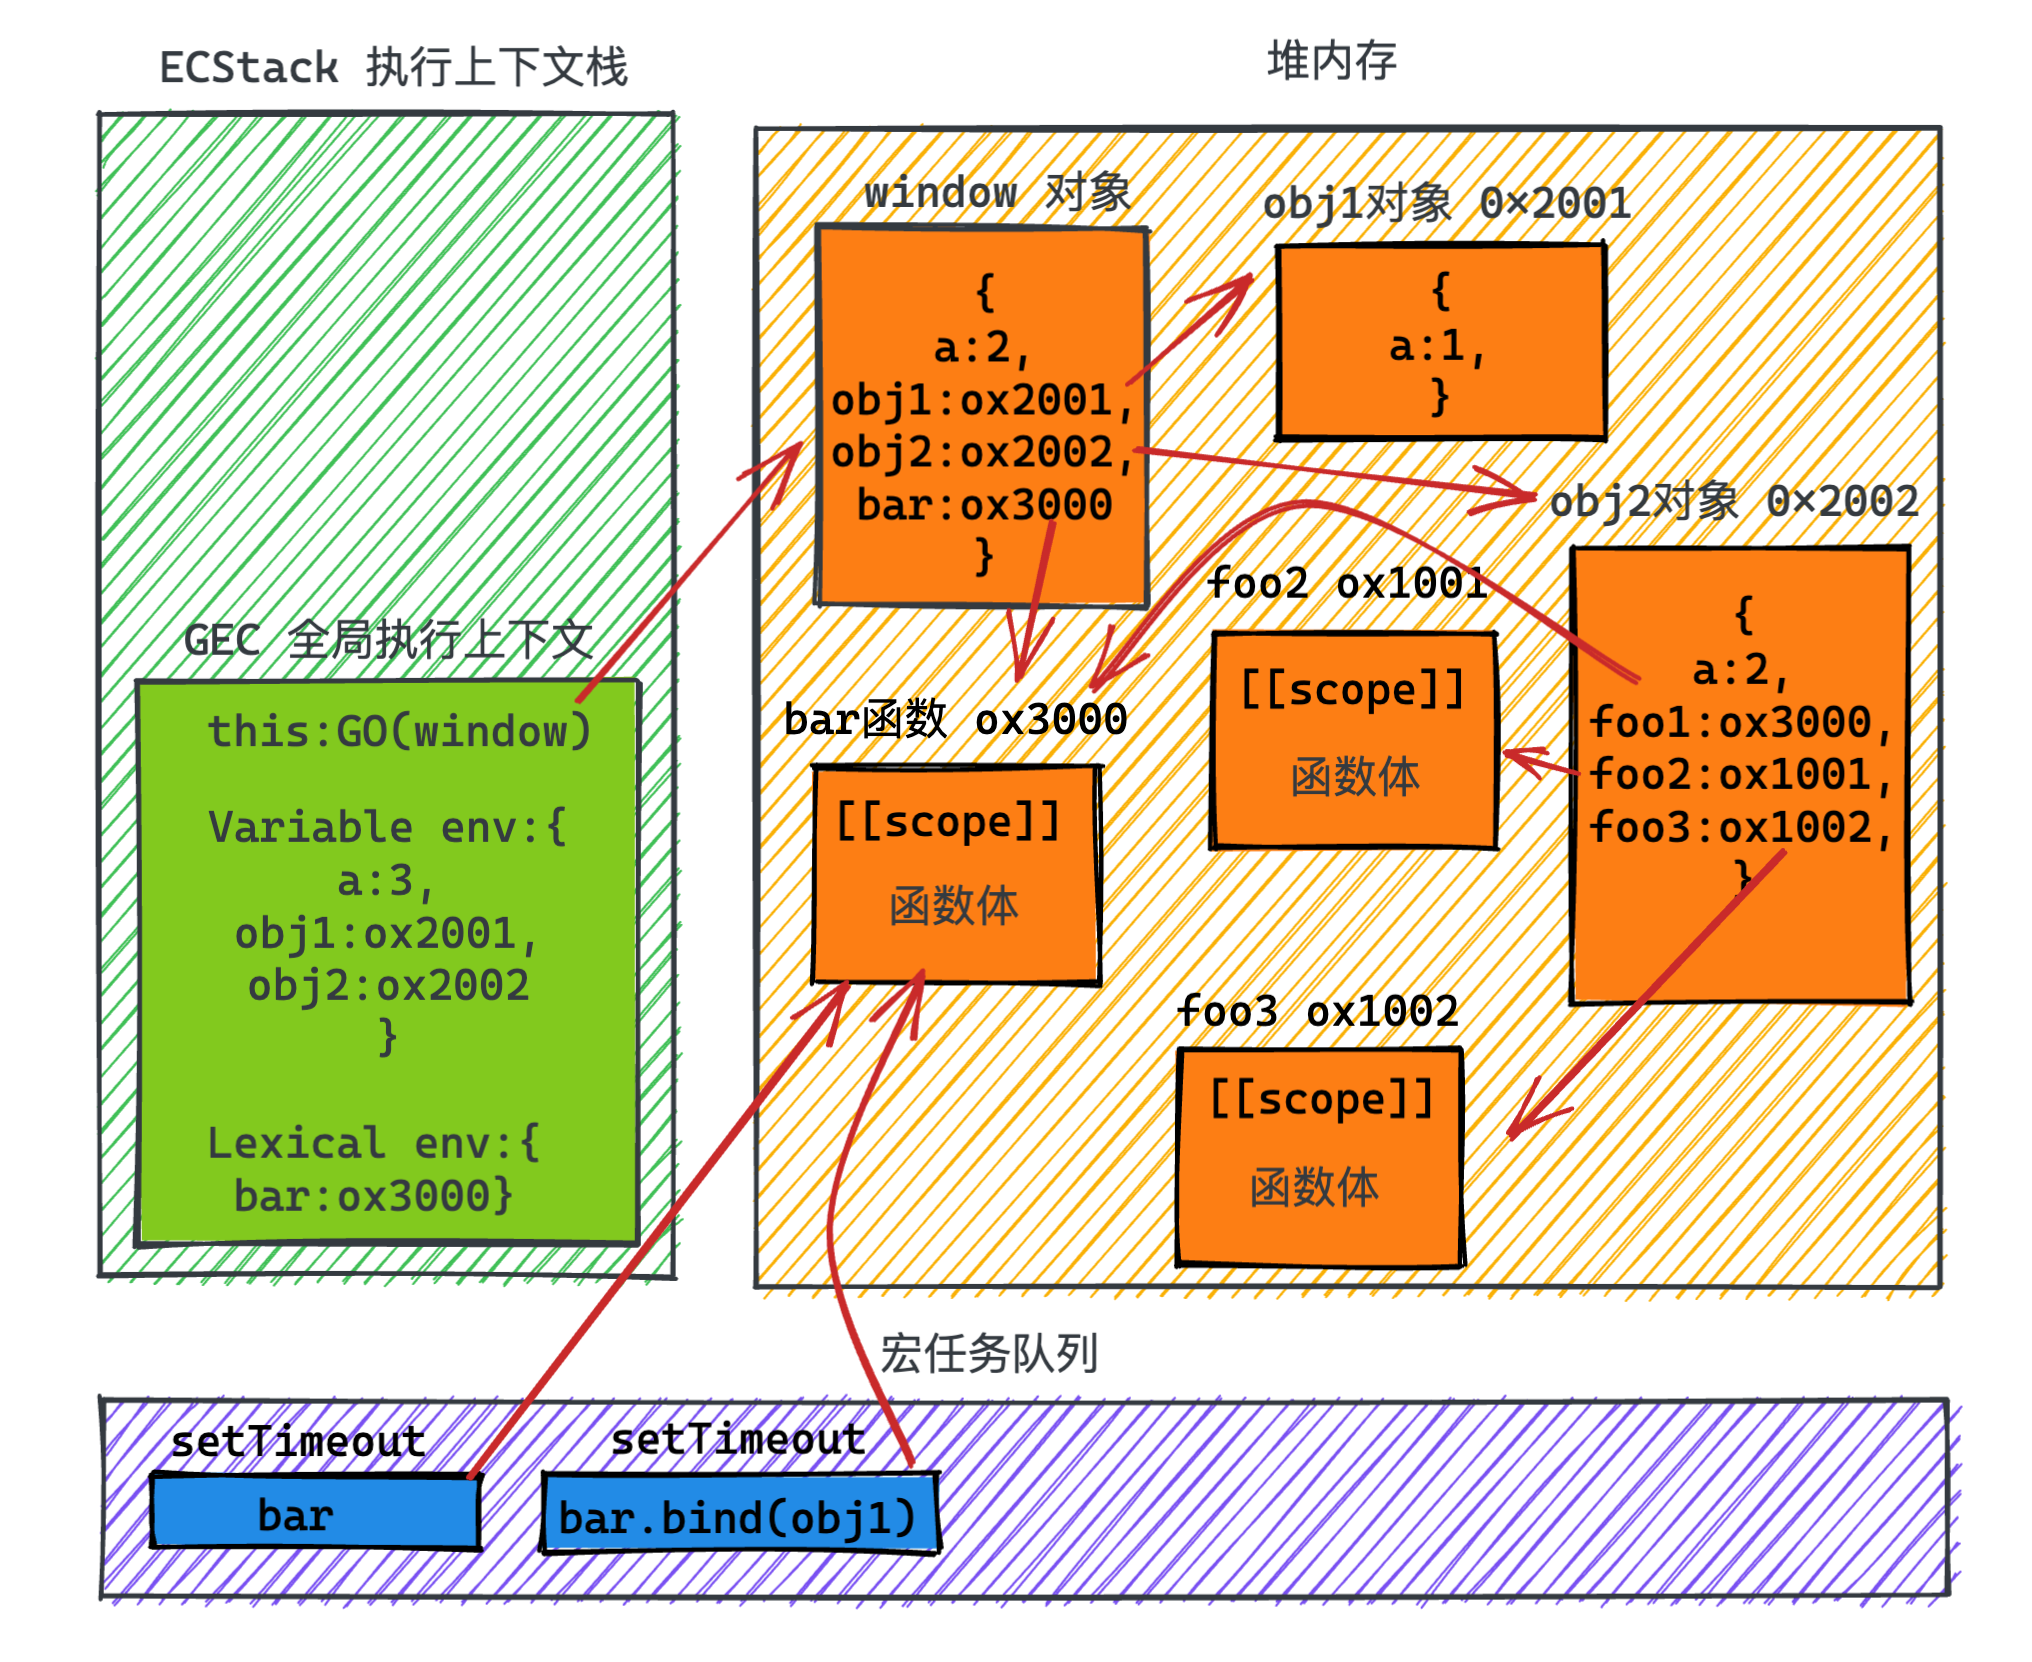 ECStack 执行上下文栈
GEC 全局执行上下文
this:GO(window)
Variable env:{
a:3,
obj1:ox2001,
obj2:ox2002
}
Lexical env:{
bar:ox3000}
堆内存
window 对象
{
a:2,
obj1:ox2001,
obj2:ox2002,
bar:ox3000
}
obj1对象 0×2001
{
a:1,
}
obj2对象 0×2002
{
a:2,
foo1:ox3000,
foo2:ox1001,
foo3:ox1002,
}
foo2 ox1001
[[scope]]
函数体
bar函数 ox3000
[[scope]]
函数体
foo3 ox1002
[[scope]]
函数体
宏任务队列
setTimeout
bar
setTimeout
bar.bind(obj1)